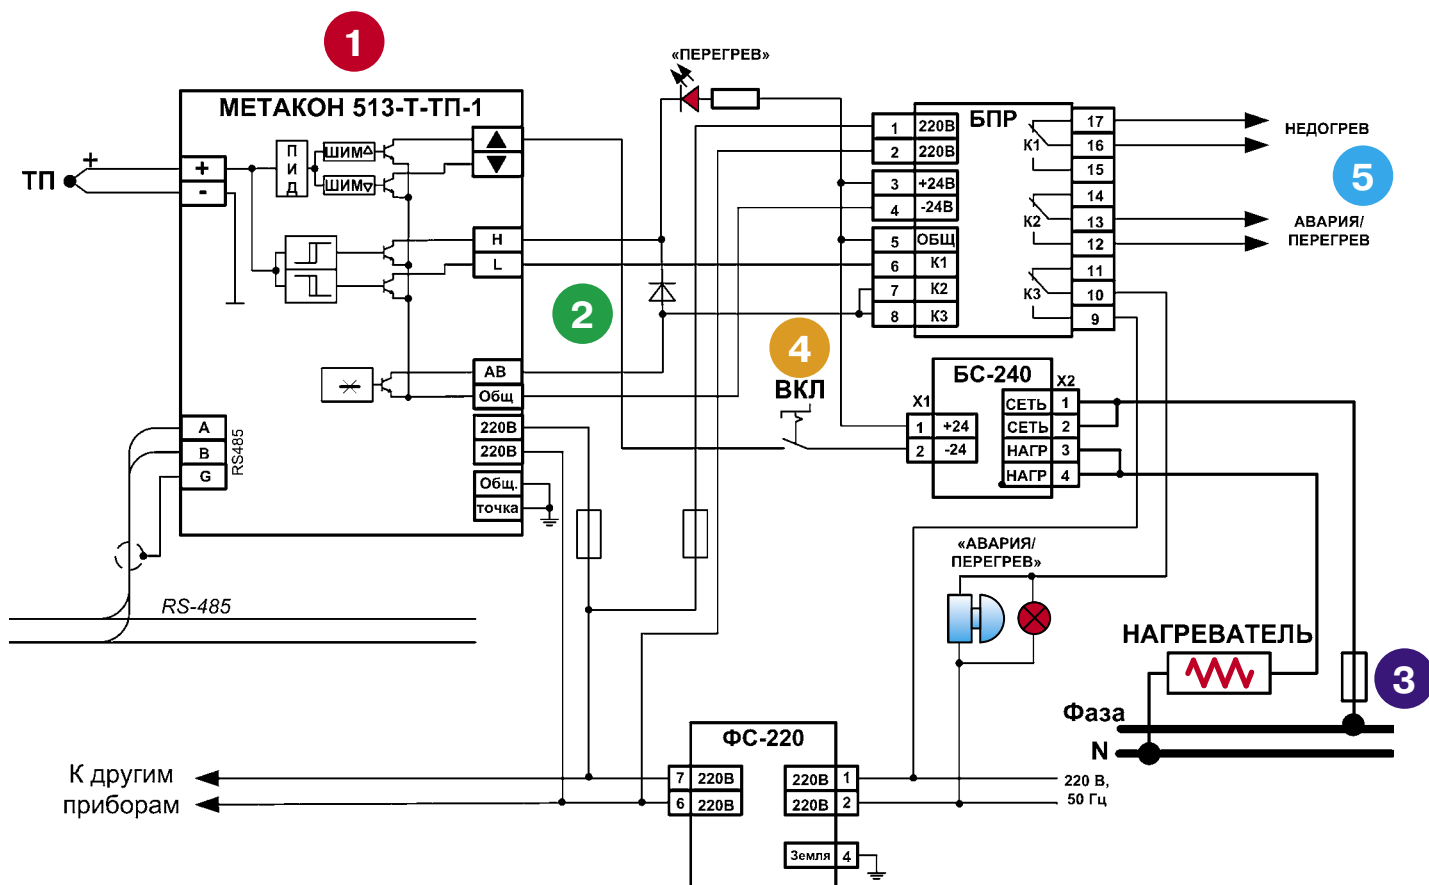 1
«ПЕРЕГРЕВ»
МЕТАКОН 513-Т-ТП-1
ТП
+
+
-
П
И
Д
ШИМ
ШИМ
H
L
АВ
Общ
220В
220В
Общ.
точка
A
B
G
RS485
RS-485
2
БПР
1 220В
2 220В
3 +24В
4 -24В
5 ОБЩ
6 К1
7 К2
8 К3
К1
К2
К3
17
16
15
14
13
12
11
10
9
НЕДОГРЕВ
5
АВАРИЯ/
ПЕРЕГРЕВ
4
ВКЛ
БС-240
X1
X2
1 +24
2 -24
СЕТЬ 1
СЕТЬ 2
НАГР 3
НАГР 4
«АВАРИЯ/
ПЕРЕГРЕВ»
НАГРЕВАТЕЛЬ
3
Фаза
N
ФС-220
К другим
приборам
7 220В
6 220В
220В 1
220В 2
Земля 4
220 В,
50 Гц